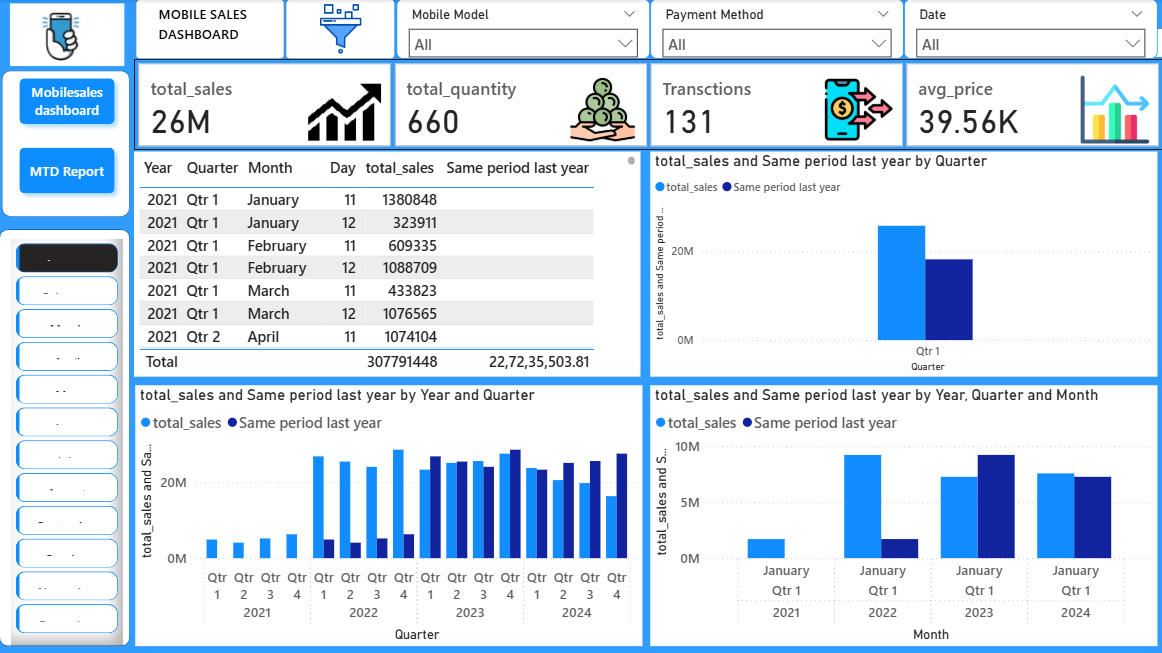 MOBILE SALES
DASHBOARD
Mobile Model
All
Payment Method
All
Date
All
Mobilesales
dashboard
MTD Report
total_sales
26M
total_quantity
660
Transctions
131
avg_price
39.56K
Year Quarter Month Day total_sales Same period last year
2021 Qtr 1 January 11 1380848
2021 Qtr 1 January 12 323911
2021 Qtr 1 February 11 609335
2021 Qtr 1 February 12 1088709
2021 Qtr 1 March 11 433823
2021 Qtr 1 March 12 1076565
2021 Qtr 2 April 11 1074104
Total 307791448 22,72,35,503.81
total_sales and Same period last year by Quarter
total_sales Same period last year
total_sales and Same period ...
20M
0M
Qtr 1
Quarter
total_sales and Same period last year by Year and Quarter
total_sales Same period last year
total_sales and Sa...
20M
0M
Qtr Qtr Qtr Qtr Qtr Qtr Qtr Qtr Qtr Qtr Qtr Qtr Qtr Qtr Qtr Qtr
1 2 3 4 1 2 3 4 1 2 3 4 1 2 3 4
2021 2022 2023 2024
Quarter
total_sales and Same period last year by Year, Quarter and Month
total_sales Same period last year
total_sales and S...
10M
5M
0M
January January January January
Qtr 1 Qtr 1 Qtr 1 Qtr 1
2021 2022 2023 2024
Month